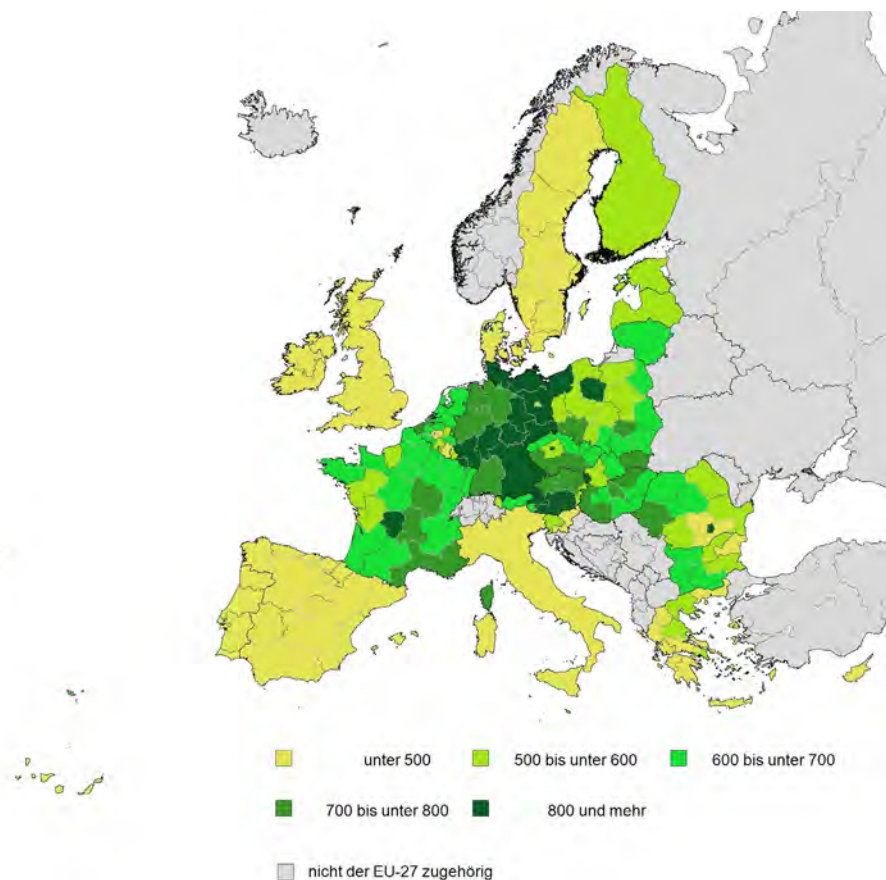 unter 500 500 bis unter 600 600 bis unter 700
700 bis unter 800 800 und mehr
nicht der EU-27 zugehörig